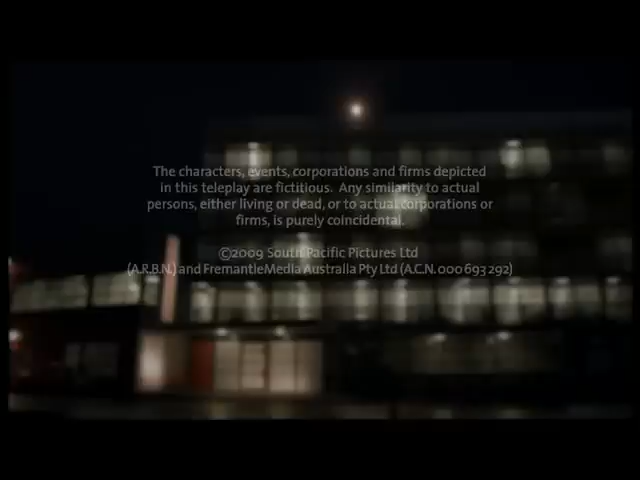 The characters, events, corporations and firms depicted
in this teleplay are fictitious. Any similarity to actual
persons, either living or dead, or to actual corporations or
firms, is purely coincidental.
©2009 South Pacific Pictures Ltd
(A.R.B.N.) and FremantleMedia Australia Pty Ltd (A.C.N. 000 693 292)